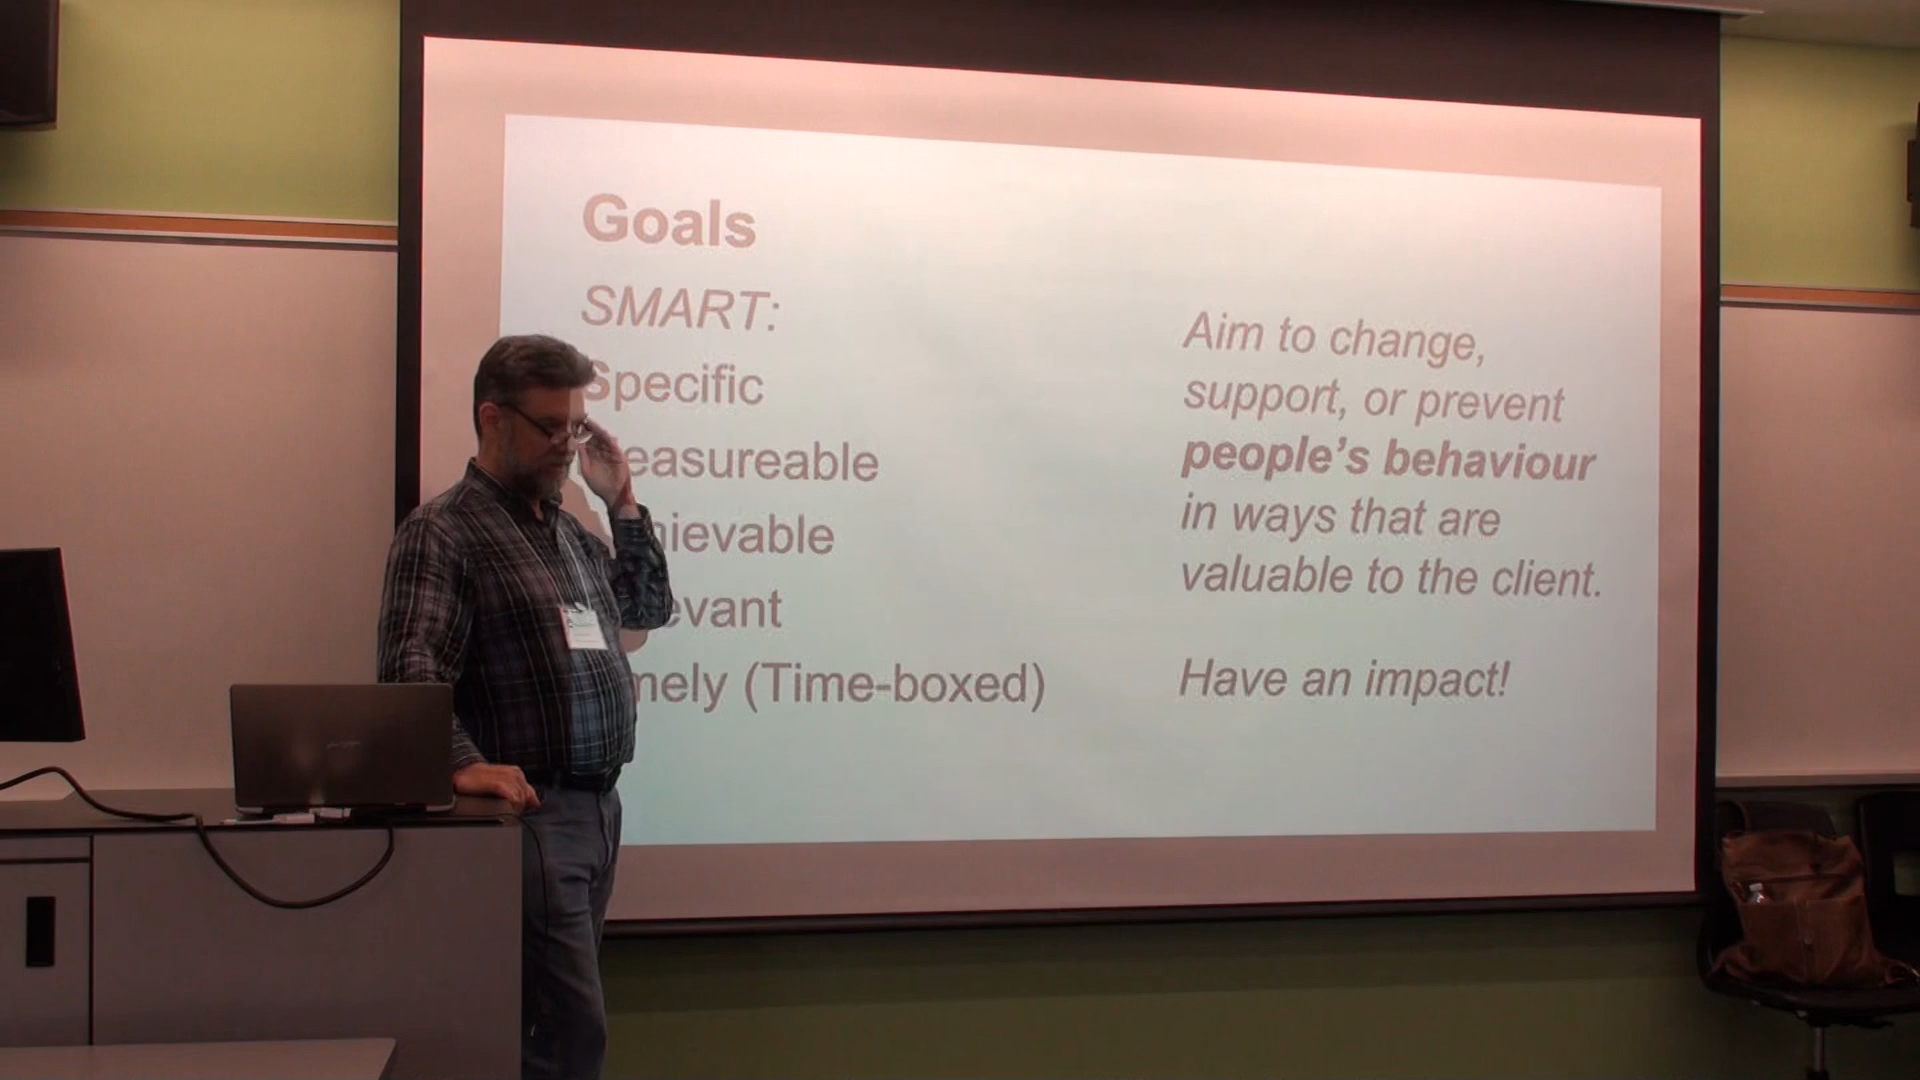 Goals
SMART:
Specific
easureable
ievable
evant
mely (Time-boxed)
Aim to change,
support, or prevent
people's behaviour
in ways that are
valuable to the client.
Have an impact!